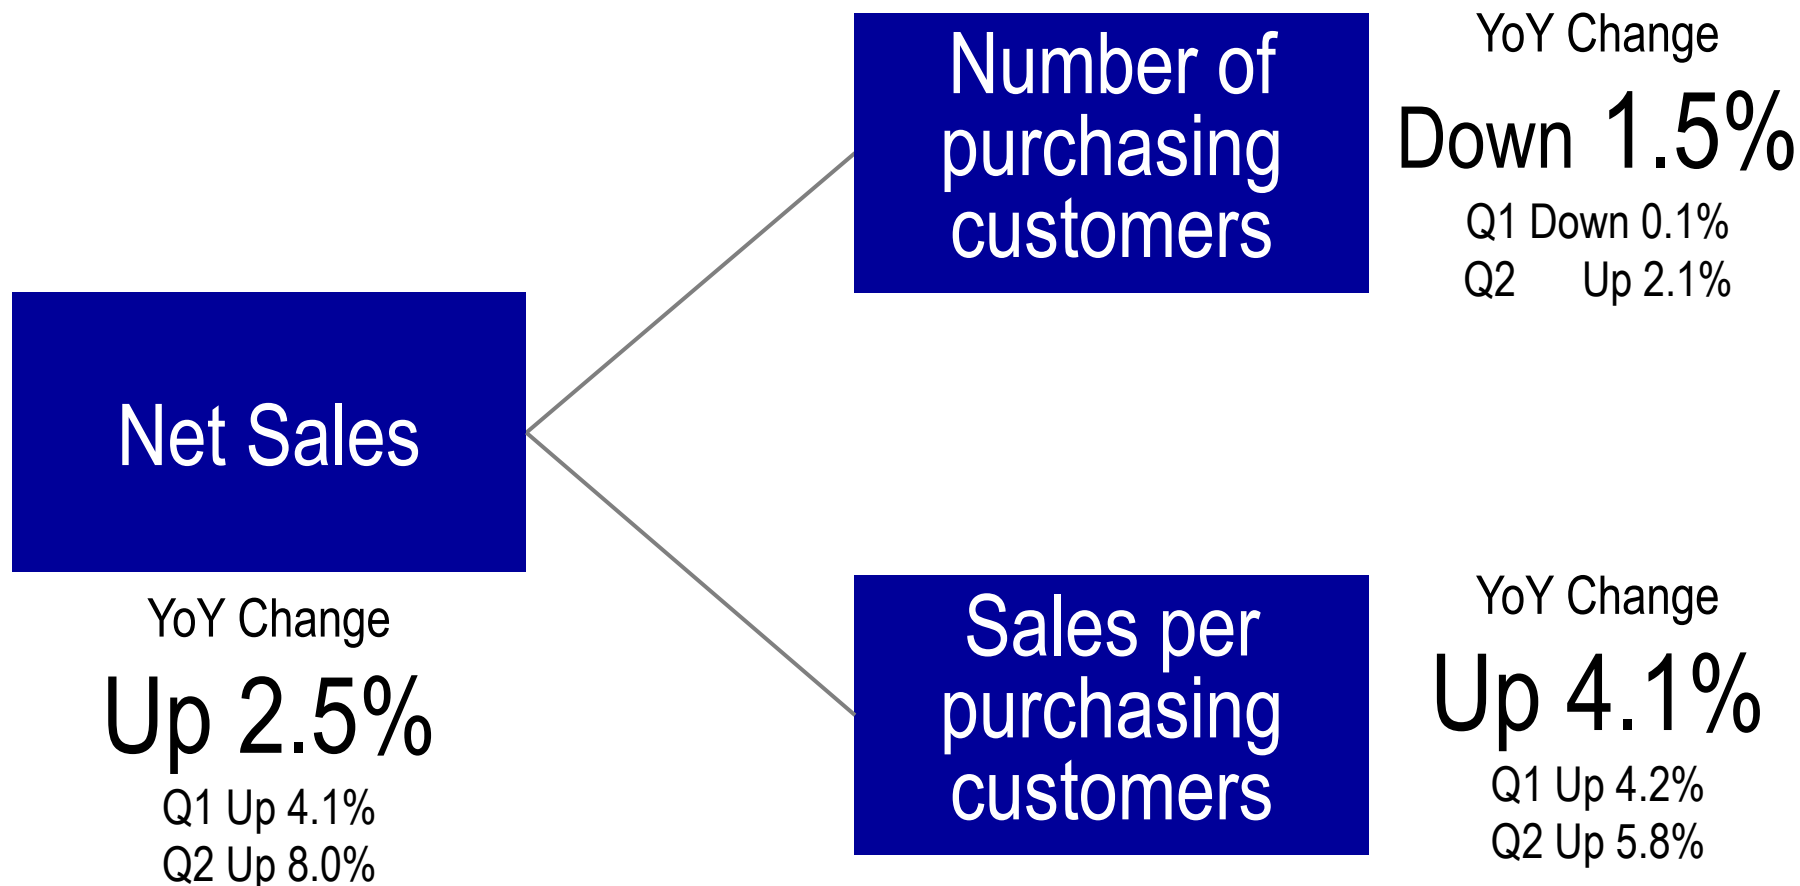 Net Sales
YoY Change
Up 2.5%
Q1 Up 4.1%
Q2 Up 8.0%
Number of
purchasing
customers
YoY Change
Down 1.5%
Q1 Down 0.1%
Q2 Up 2.1%
Sales per
purchasing
customers
YoY Change
Up 4.1%
Q1 Up 4.2%
Q2 Up 5.8%